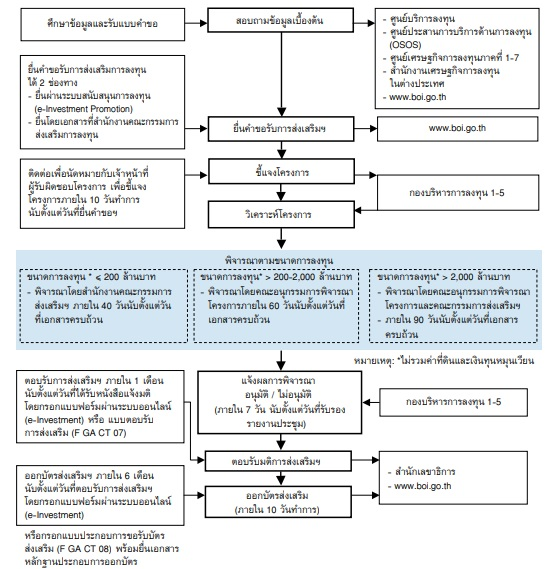 ศึกษาข้อมูลและรับแบบคำขอ
สอบถามข้อมูลเบื้องต้น
- ศูนย์บริการลงทุน
- ศูนย์ประสานการบริการด้านการลงทุน
(OSOS)
- ศูนย์เศรษฐกิจการลงทุนภาคที่ 1-7
- สำนักงานเศรษฐกิจการลงทุน
ในต่างประเทศ
- www.boi.go.th
ยื่นคำขอรับการส่งเสริมการลงทุน
ได้ 2 ช่องทาง
- ยื่นผ่านระบบสนับสนุนการลงทุน
(e-Investment Promotion)
- ยื่นโดยเอกสารที่สำนักงานคณะกรรมการ
ส่งเสริมการลงทุน
ยื่นคำขอรับการส่งเสริมฯ
www.boi.go.th
ติดต่อเพื่อนัดหมายกับเจ้าหน้าที่
ผู้รับผิดชอบโครงการ เพื่อชี้แจง
โครงการภายใน 10 วันทำการ
นับตั้งแต่วันที่ยื่นคำขอฯ
ชี้แจงโครงการ
กองบริหารการลงทุน 1-5
วิเคราะห์โครงการ
พิจารณาตามขนาดการลงทุน
ขนาดการลงทุน * ≤ 200 ล้านบาท
- พิจารณาโดยสำนักงานคณะกรรมการ
ส่งเสริมฯ ภายใน 40 วันนับตั้งแต่วัน
ที่เอกสารครบถ้วน
ขนาดการลงทุน* > 200-2,000 ล้านบาท
- พิจารณาโดยคณะอนุกรรมการพิจารณา
โครงการภายใน 60 วันนับตั้งแต่วันที่
เอกสารครบถ้วน
ขนาดการลงทุน* > 2,000 ล้านบาท
- พิจารณาโดยคณะอนุกรรมการพิจารณา
โครงการและคณะกรรมการส่งเสริมฯ
- ภายใน 90 วันนับตั้งแต่วันที่เอกสาร
ครบถ้วน
หมายเหตุ: *ไม่รวมค่าที่ดินและเงินทุนหมุนเวียน
แจ้งผลการพิจารณา
อนุมัติ / ไม่อนุมัติ
(ภายใน 7 วัน นับตั้งแต่วันที่รับรอง
รายงานประชุม)
กองบริหารการลงทุน 1-5
ตอบรับการส่งเสริมฯ ภายใน 1 เดือน
นับตั้งแต่วันที่ได้รับหนังสือแจ้งมติ
โดยกรอกแบบฟอร์มผ่านระบบออนไลน์
(e-Investment) หรือ แบบตอบรับ
การส่งเสริม (F GA CT 07)
ตอบรับมติการส่งเสริมฯ
- สำนักเลขาธิการ
- www.boi.go.th
ออกบัตรส่งเสริมฯ ภายใน 6 เดือน
นับตั้งแต่วันที่ตอบรับการส่งเสริมฯ
โดยกรอกแบบฟอร์มผ่านระบบออนไลน์
(e-Investment)
ออกบัตรส่งเสริม
(ภายใน 10 วันทำการ)
หรือกรอกแบบประกอบการขอรับบัตร
ส่งเสริม (F GA CT 08) พร้อมยื่นเอกสาร
หลักฐานประกอบการออกบัตร